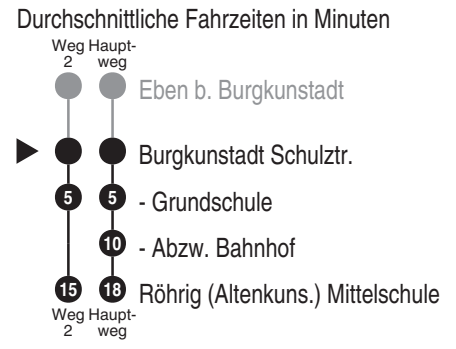 Durchschnittliche Fahrzeiten in Minuten
Weg Haupt-
2 weg
Eben b. Burgkunstadt
Burgkunstadt Schulztr.
5 5 - Grundschule
10 - Abzw. Bahnhof
15 18 Röhrig (Altenkuns.) Mittelschule
Weg Haupt-
2 weg